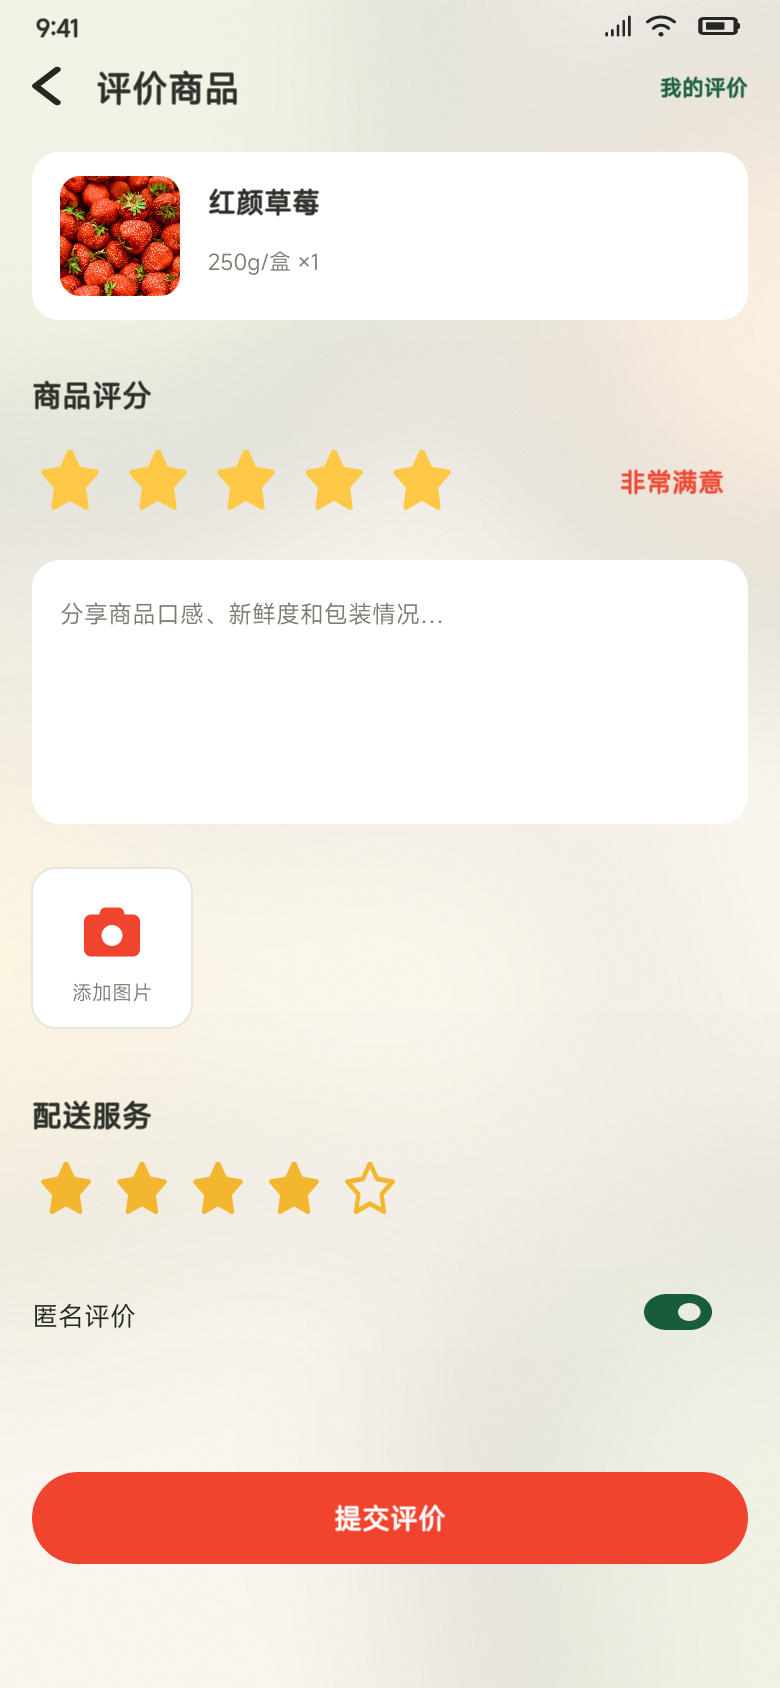 9:41
评价商品
我的评价
红颜草莓
250g/盒 ×1
商品评分
非常满意
分享商品口感、新鲜度和包装情况...
添加图片
配送服务
匿名评价
提交评价